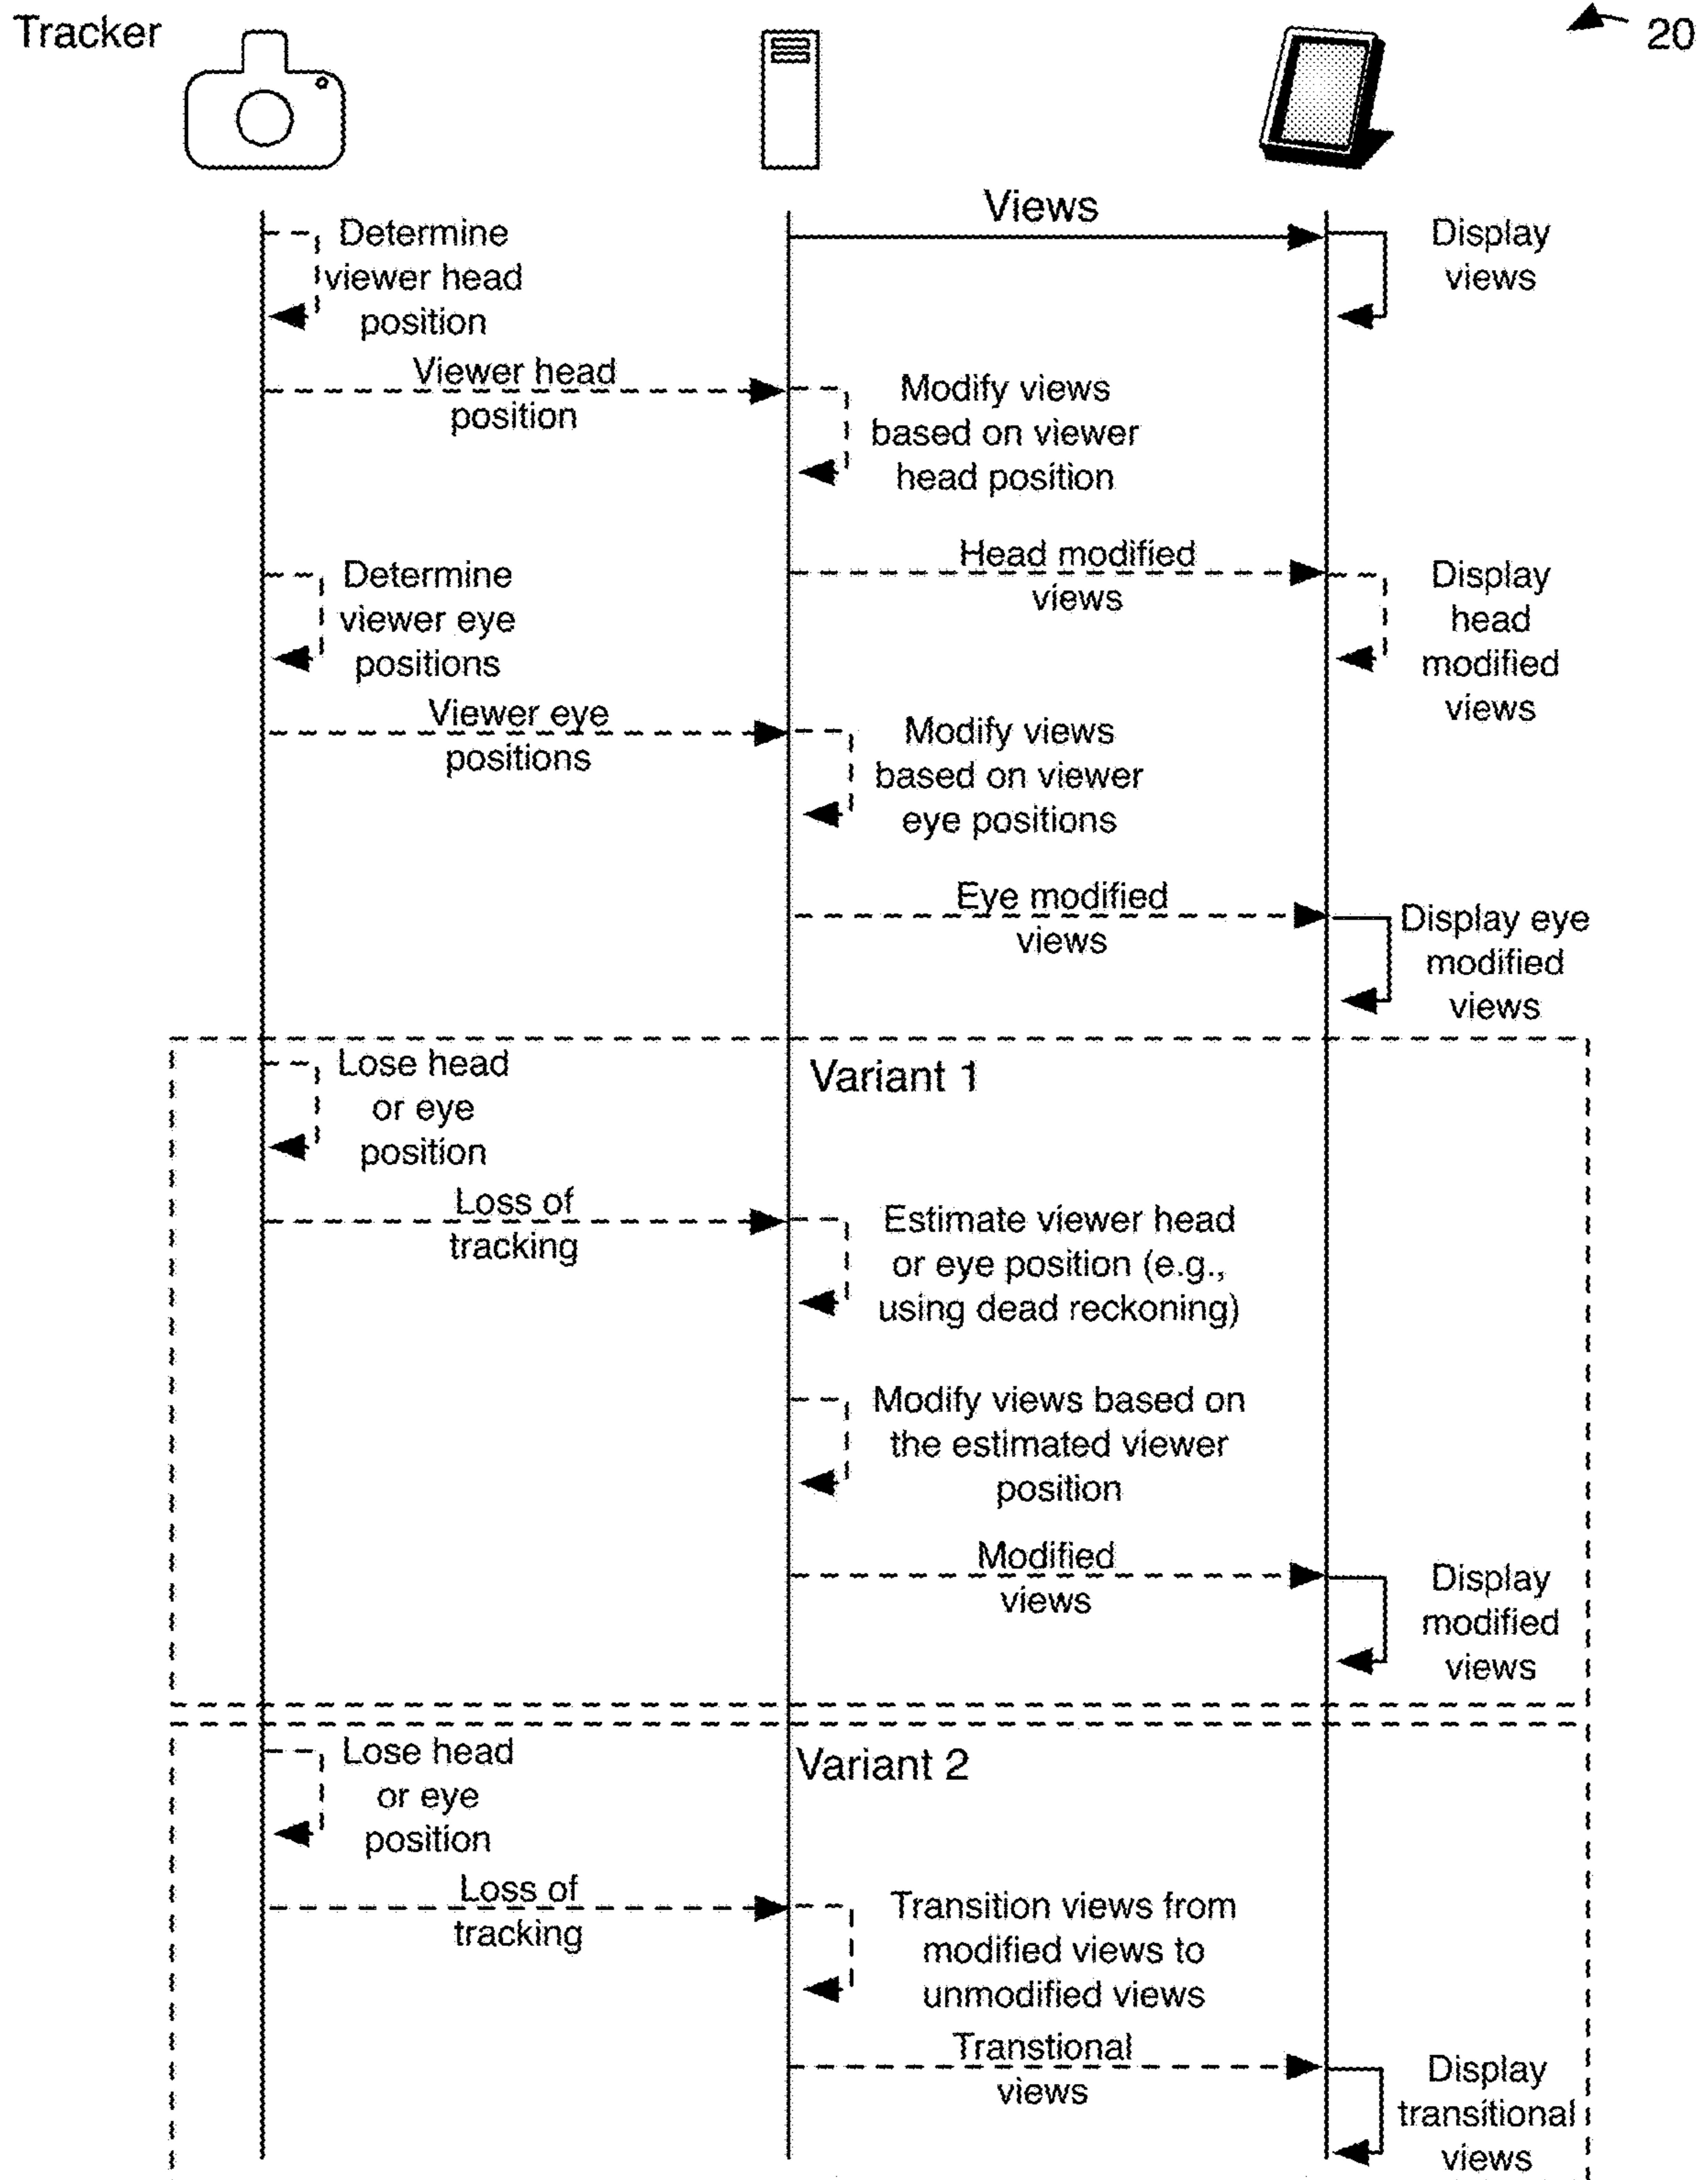 Tracker
20
Views
Determine
viewer head
position
Display
views
Viewer head
position
Modify views
based on viewer
head position
Head modified
views
Determine
viewer eye
positions
Display
head
modified
views
Viewer eye
positions
Modify views
based on viewer
eye positions
Eye modified
views
Display eye
modified
views
Variant 1
Lose head
or eye
position
Loss of
tracking
Estimate viewer head
or eye position (e.g.,
using dead reckoning)
Modify views based on
the estimated viewer
position
Modified
views
Display
modified
views
Variant 2
Lose head
or eye
position
Loss of
tracking
Transition views from
modified views to
unmodified views
Transtional
views
Display
transitional
views